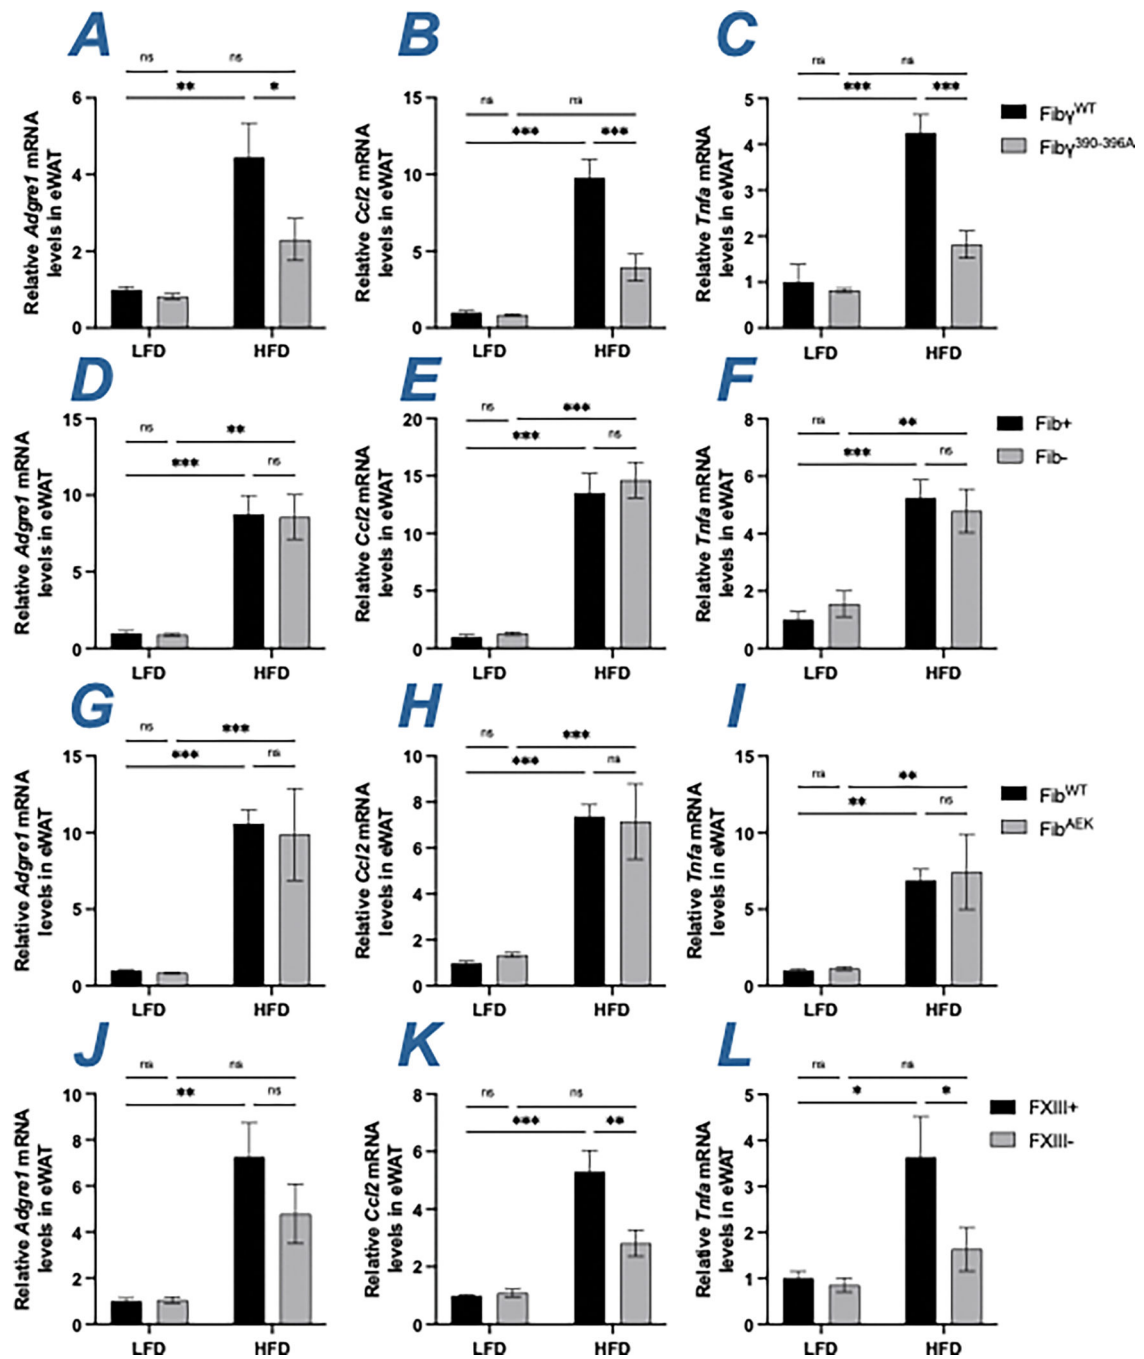 A
B
C
ns
ns
**
*
ns
ns
***
***
ns
ns
***
***
Relative Adgre1 mRNA
levels in eWAT
6
4
2
0
LFD
HFD
Relative Ccl2 mRNA
levels in eWAT
15
10
5
0
LFD
HFD
Relative Tnfa mRNA
levels in eWAT
5
4
3
2
1
0
LFD
HFD
FibγWT
Fibγ390-396A
D
E
F
ns
**
***
ns
ns
***
***
ns
ns
**
***
ns
Relative Adgre1 mRNA
levels in eWAT
15
10
5
0
LFD
HFD
Relative Ccl2 mRNA
levels in eWAT
20
15
10
5
0
LFD
HFD
Relative Tnfa mRNA
levels in eWAT
8
6
4
2
0
LFD
HFD
Fib+
Fib-
G
H
I
ns
***
***
ns
ns
***
***
ns
ns
**
**
ns
Relative Adgre1 mRNA
levels in eWAT
15
10
5
0
LFD
HFD
Relative Ccl2 mRNA
levels in eWAT
10
8
6
4
2
0
LFD
HFD
Relative Tnfa mRNA
levels in eWAT
15
10
5
0
LFD
HFD
FibWT
FibAEK
J
K
L
ns
ns
**
ns
ns
ns
***
**
ns
ns
*
*
Relative Adgre1 mRNA
levels in eWAT
10
8
6
4
2
0
LFD
HFD
Relative Ccl2 mRNA
levels in eWAT
8
6
4
2
0
LFD
HFD
Relative Tnfa mRNA
levels in eWAT
5
4
3
2
1
0
LFD
HFD
FXIII+
FXIII-